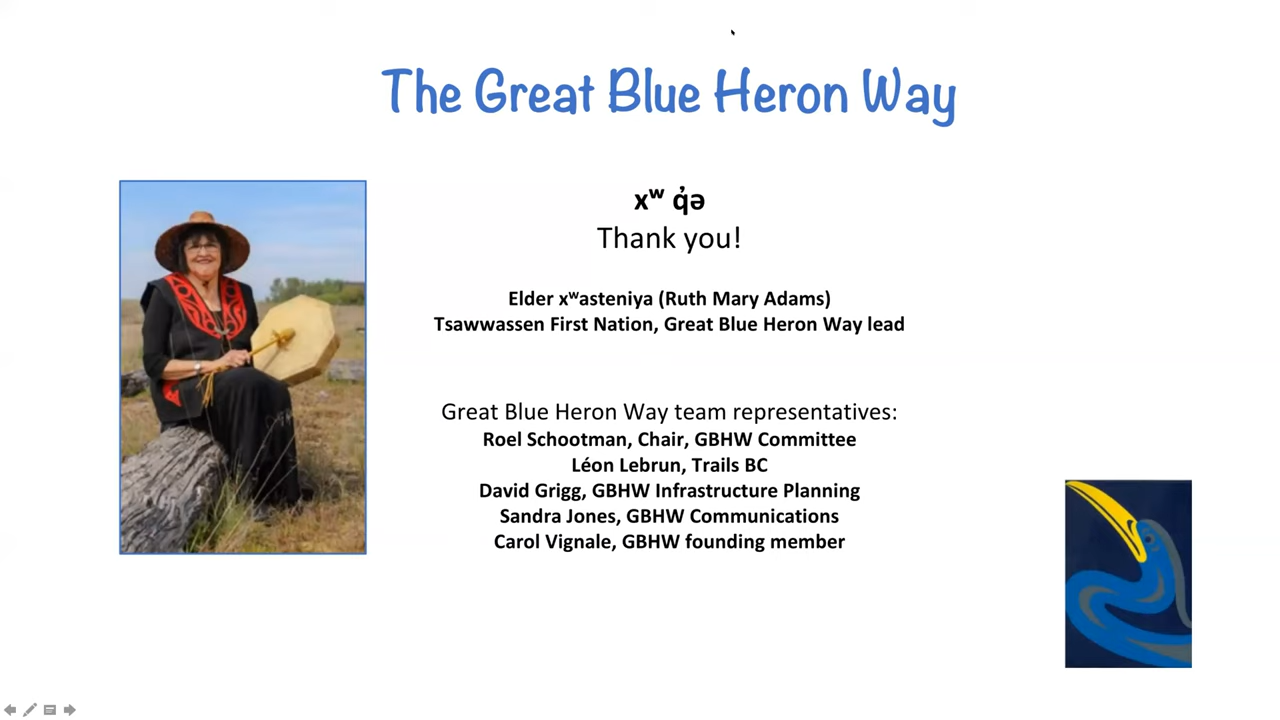 The Great Blue Heron Way
xʷ q̓ə
Thank you!
Elder xʷasteniya (Ruth Mary Adams)
Tsawwassen First Nation, Great Blue Heron Way lead
Great Blue Heron Way team representatives:
Roel Schootman, Chair, GBHW Committee
Léon Lebrun, Trails BC
David Grigg, GBHW Infrastructure Planning
Sandra Jones, GBHW Communications
Carol Vignale, GBHW founding member